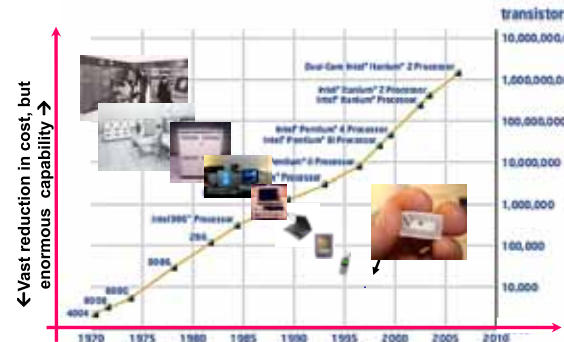 transistor
10,000,000,
Dual-Core Intel® Itanium® 2 Processor
1,000,000,
Intel® Itanium® 2 Processor
Intel® Itanium® Processor
100,000,000
Intel® Pentium® 4 Processor
Intel® Pentium® III Processor
10,000,000
Pentium® II Processor
Processor
1,000,000
Intel386™ Processor
286
100,000
8086
10,000
8080
8008
4004
1970
1975
1980
1985
1990
1995
2000
2005
2010
←Vast reduction in cost, but
enormous capability →